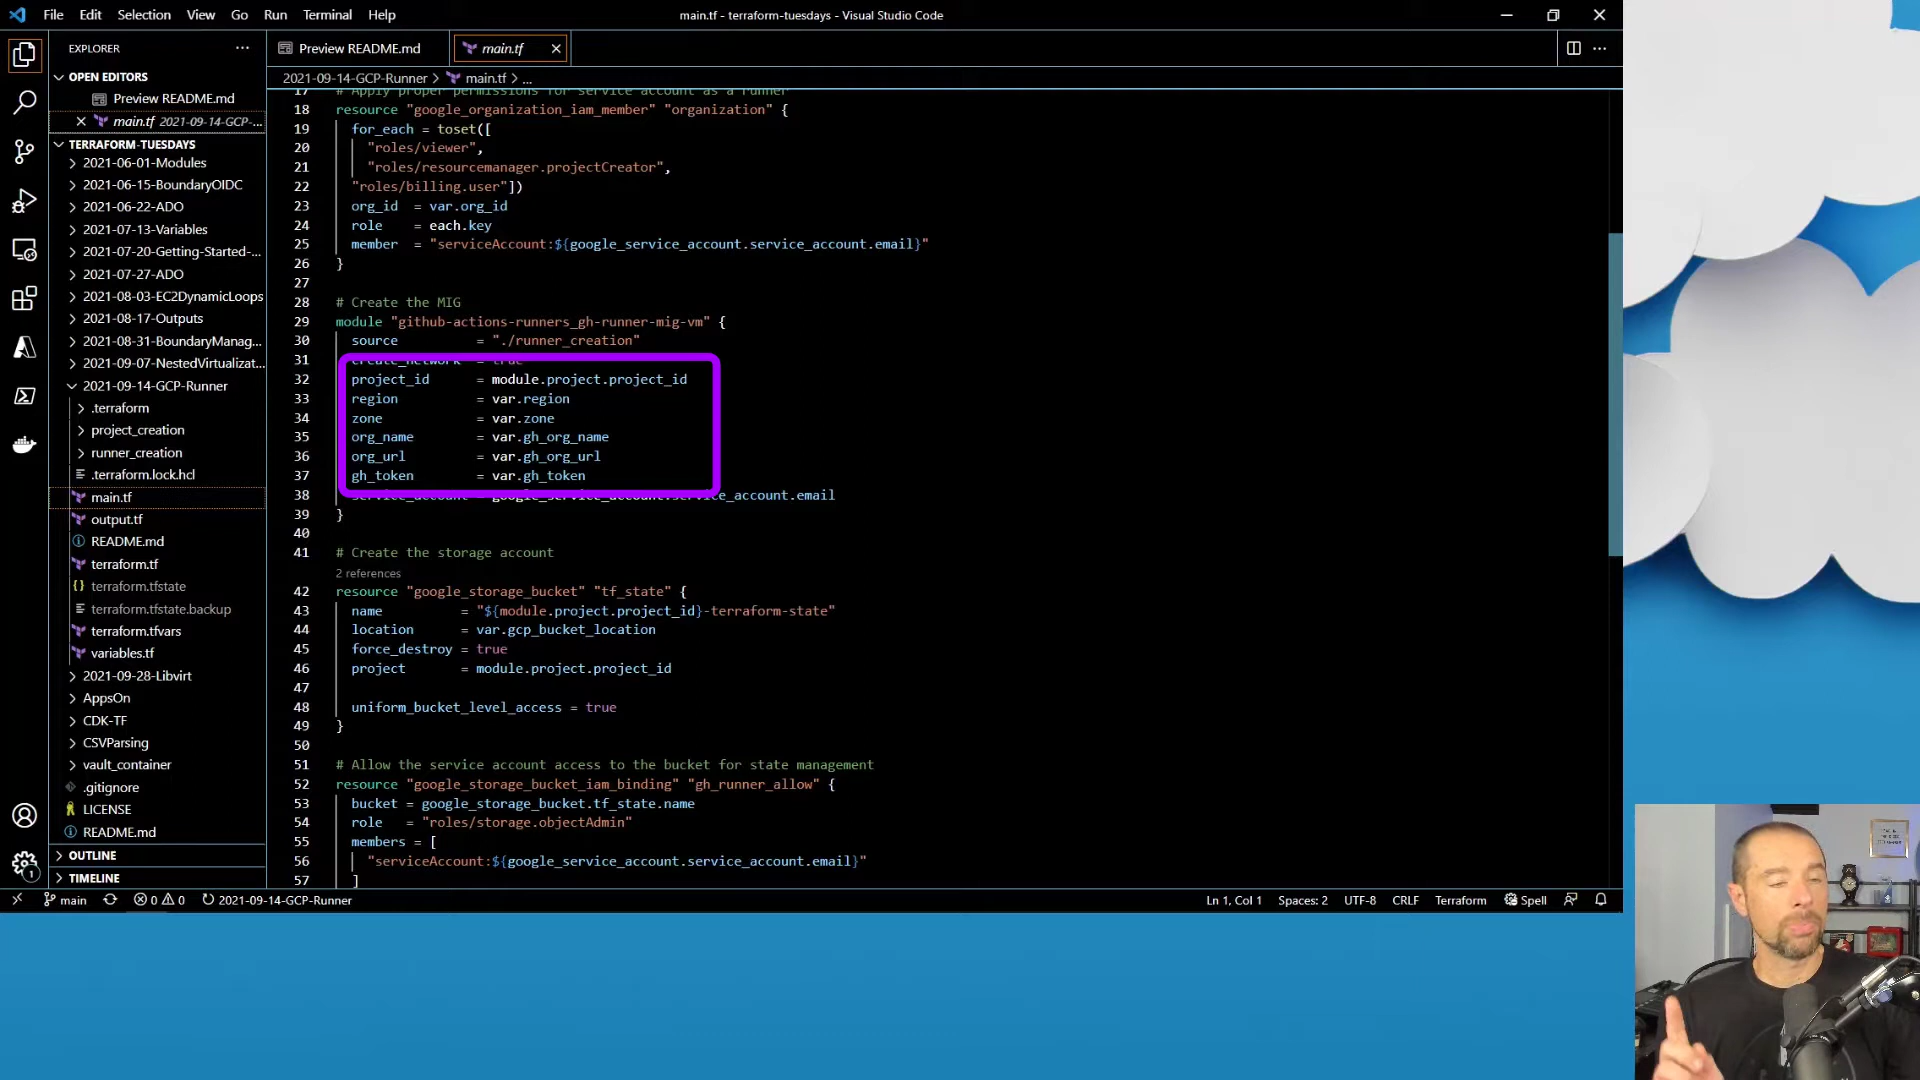 File Edit Selection View Go Run Terminal Help
main.tf - terraform-tuesdays - Visual Studio Code
EXPLORER
OPEN EDITORS
Preview README.md
main.tf 2021-09-14-GCP-...
TERRAFORM-TUESDAYS
2021-06-01-Modules
2021-06-15-BoundaryOIDC
2021-06-22-ADO
2021-07-13-Variables
2021-07-20-Getting-Started-...
2021-07-27-ADO
2021-08-03-EC2DynamicLoops
2021-08-17-Outputs
2021-08-31-BoundaryManag...
2021-09-07-NestedVirtualizat...
2021-09-14-GCP-Runner
.terraform
project_creation
runner_creation
.terraform.lock.hcl
main.tf
output.tf
README.md
terraform.tf
terraform.tfstate
terraform.tfstate.backup
terraform.tfvars
variables.tf
2021-09-28-Libvirt
AppsOn
CDK-TF
CSVParsing
vault_container
.gitignore
LICENSE
README.md
OUTLINE
TIMELINE
Preview README.md
main.tf
2021-09-14-GCP-Runner > main.tf > ...
17 # Apply proper permissions for service account as a runner
18 resource "google_organization_iam_member" "organization" {
19 for_each = toset([
20 "roles/viewer",
21 "roles/resourcemanager.projectCreator",
22 "roles/billing.user"])
23 org_id = var.org_id
24 role = each.key
25 member = "serviceAccount:${google_service_account.service_account.email}"
26 }
27
28 # Create the MIG
29 module "github-actions-runners_gh-runner-mig-vm" {
30 source = "./runner_creation"
31 create_network = true
32 project_id = module.project.project_id
33 region = var.region
34 zone = var.zone
35 org_name = var.gh_org_name
36 org_url = var.gh_org_url
37 gh_token = var.gh_token
38 service_account = google_service_account.service_account.email
39 }
40
41 # Create the storage account
2 references
42 resource "google_storage_bucket" "tf_state" {
43 name = "${module.project.project_id}-terraform-state"
44 location = var.gcp_bucket_location
45 force_destroy = true
46 project = module.project.project_id
47
48 uniform_bucket_level_access = true
49 }
50
51 # Allow the service account access to the bucket for state management
52 resource "google_storage_bucket_iam_binding" "gh_runner_allow" {
53 bucket = google_storage_bucket.tf_state.name
54 role = "roles/storage.objectAdmin"
55 members = [
56 "serviceAccount:${google_service_account.service_account.email}"
57 ]
1
main 0 0 2021-09-14-GCP-Runner
Ln 1, Col 1 Spaces: 2 UTF-8 CRLF Terraform Spell